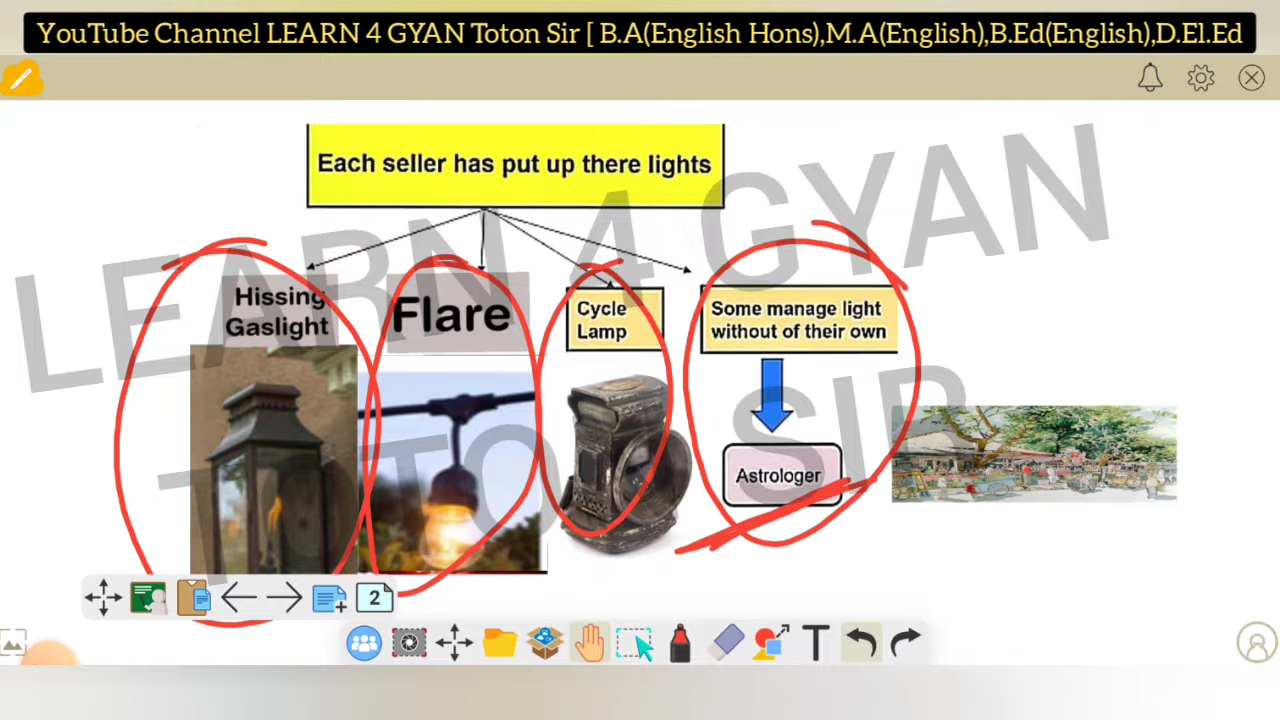 YouTube Channel LEARN 4 GYAN Toton Sir [ B.A(English Hons),M.A(English),B.Ed(English),D.El.Ed
Each seller has put up there lights
LEARN 4 GYAN
TOTON SIR
Hissing
Gaslight
Flare
Cycle
Lamp
Some manage light
without of their own
Astrologer
2